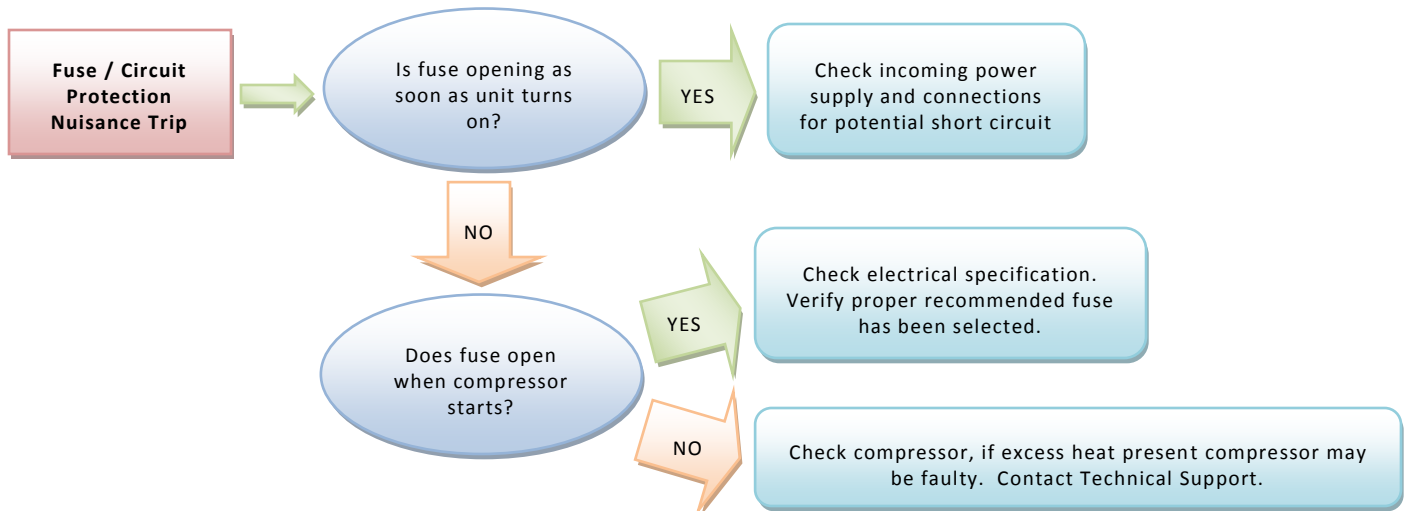 Fuse / Circuit
Protection
Nuisance Trip
Is fuse opening as
soon as unit turns
on?
YES
Check incoming power
supply and connections
for potential short circuit
NO
Does fuse open
when compressor
starts?
YES
Check electrical specification.
Verify proper recommended fuse
has been selected.
NO
Check compressor, if excess heat present compressor may
be faulty.  Contact Technical Support.